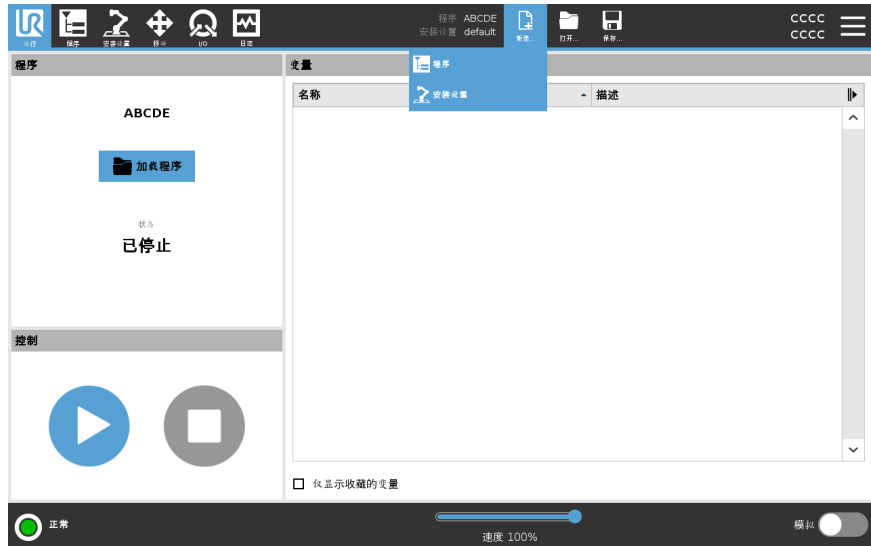 运行 程序 安装设置 移动 I/O 日志
程序 ABCDE
安装设置 default
新建... 打开... 保存...
CCCC
CCCC
程序
安装设置
程序
ABCDE
加载程序
状态
已停止
控制
变量
名称 描述
仅显示收藏的变量
正常
速度 100%
模拟